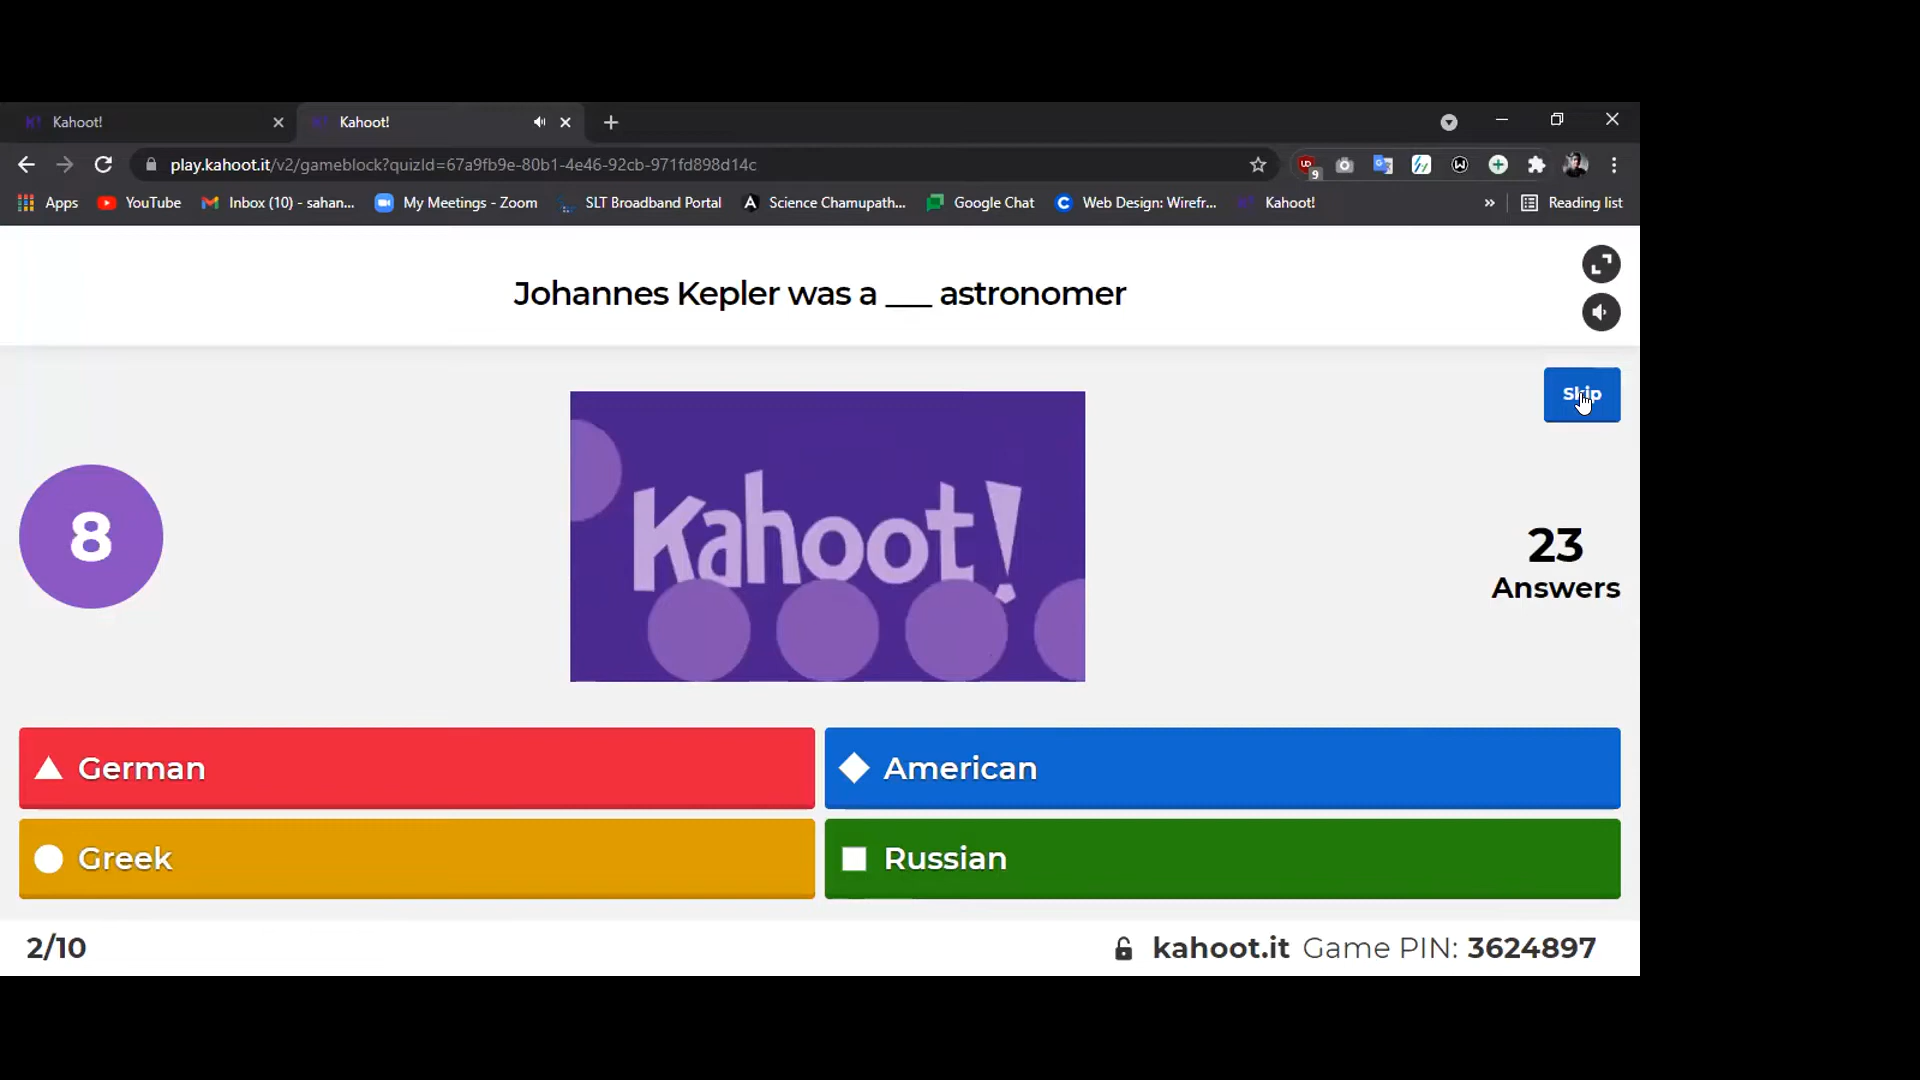 Kahoot!
Kahoot!
play.kahoot.it/v2/gameblock?quizId=67a9fb9e-80b1-4e46-92cb-971fd898d14c
9
Apps YouTube Inbox (10) - sahan... My Meetings - Zoom SLT Broadband Portal Science Chamupath... Google Chat Web Design: Wirefr... Kahoot! » Reading list
Johannes Kepler was a ___ astronomer
Skip
8
Kahoot!
23
Answers
German
American
Greek
Russian
2/10
kahoot.it Game PIN: 3624897